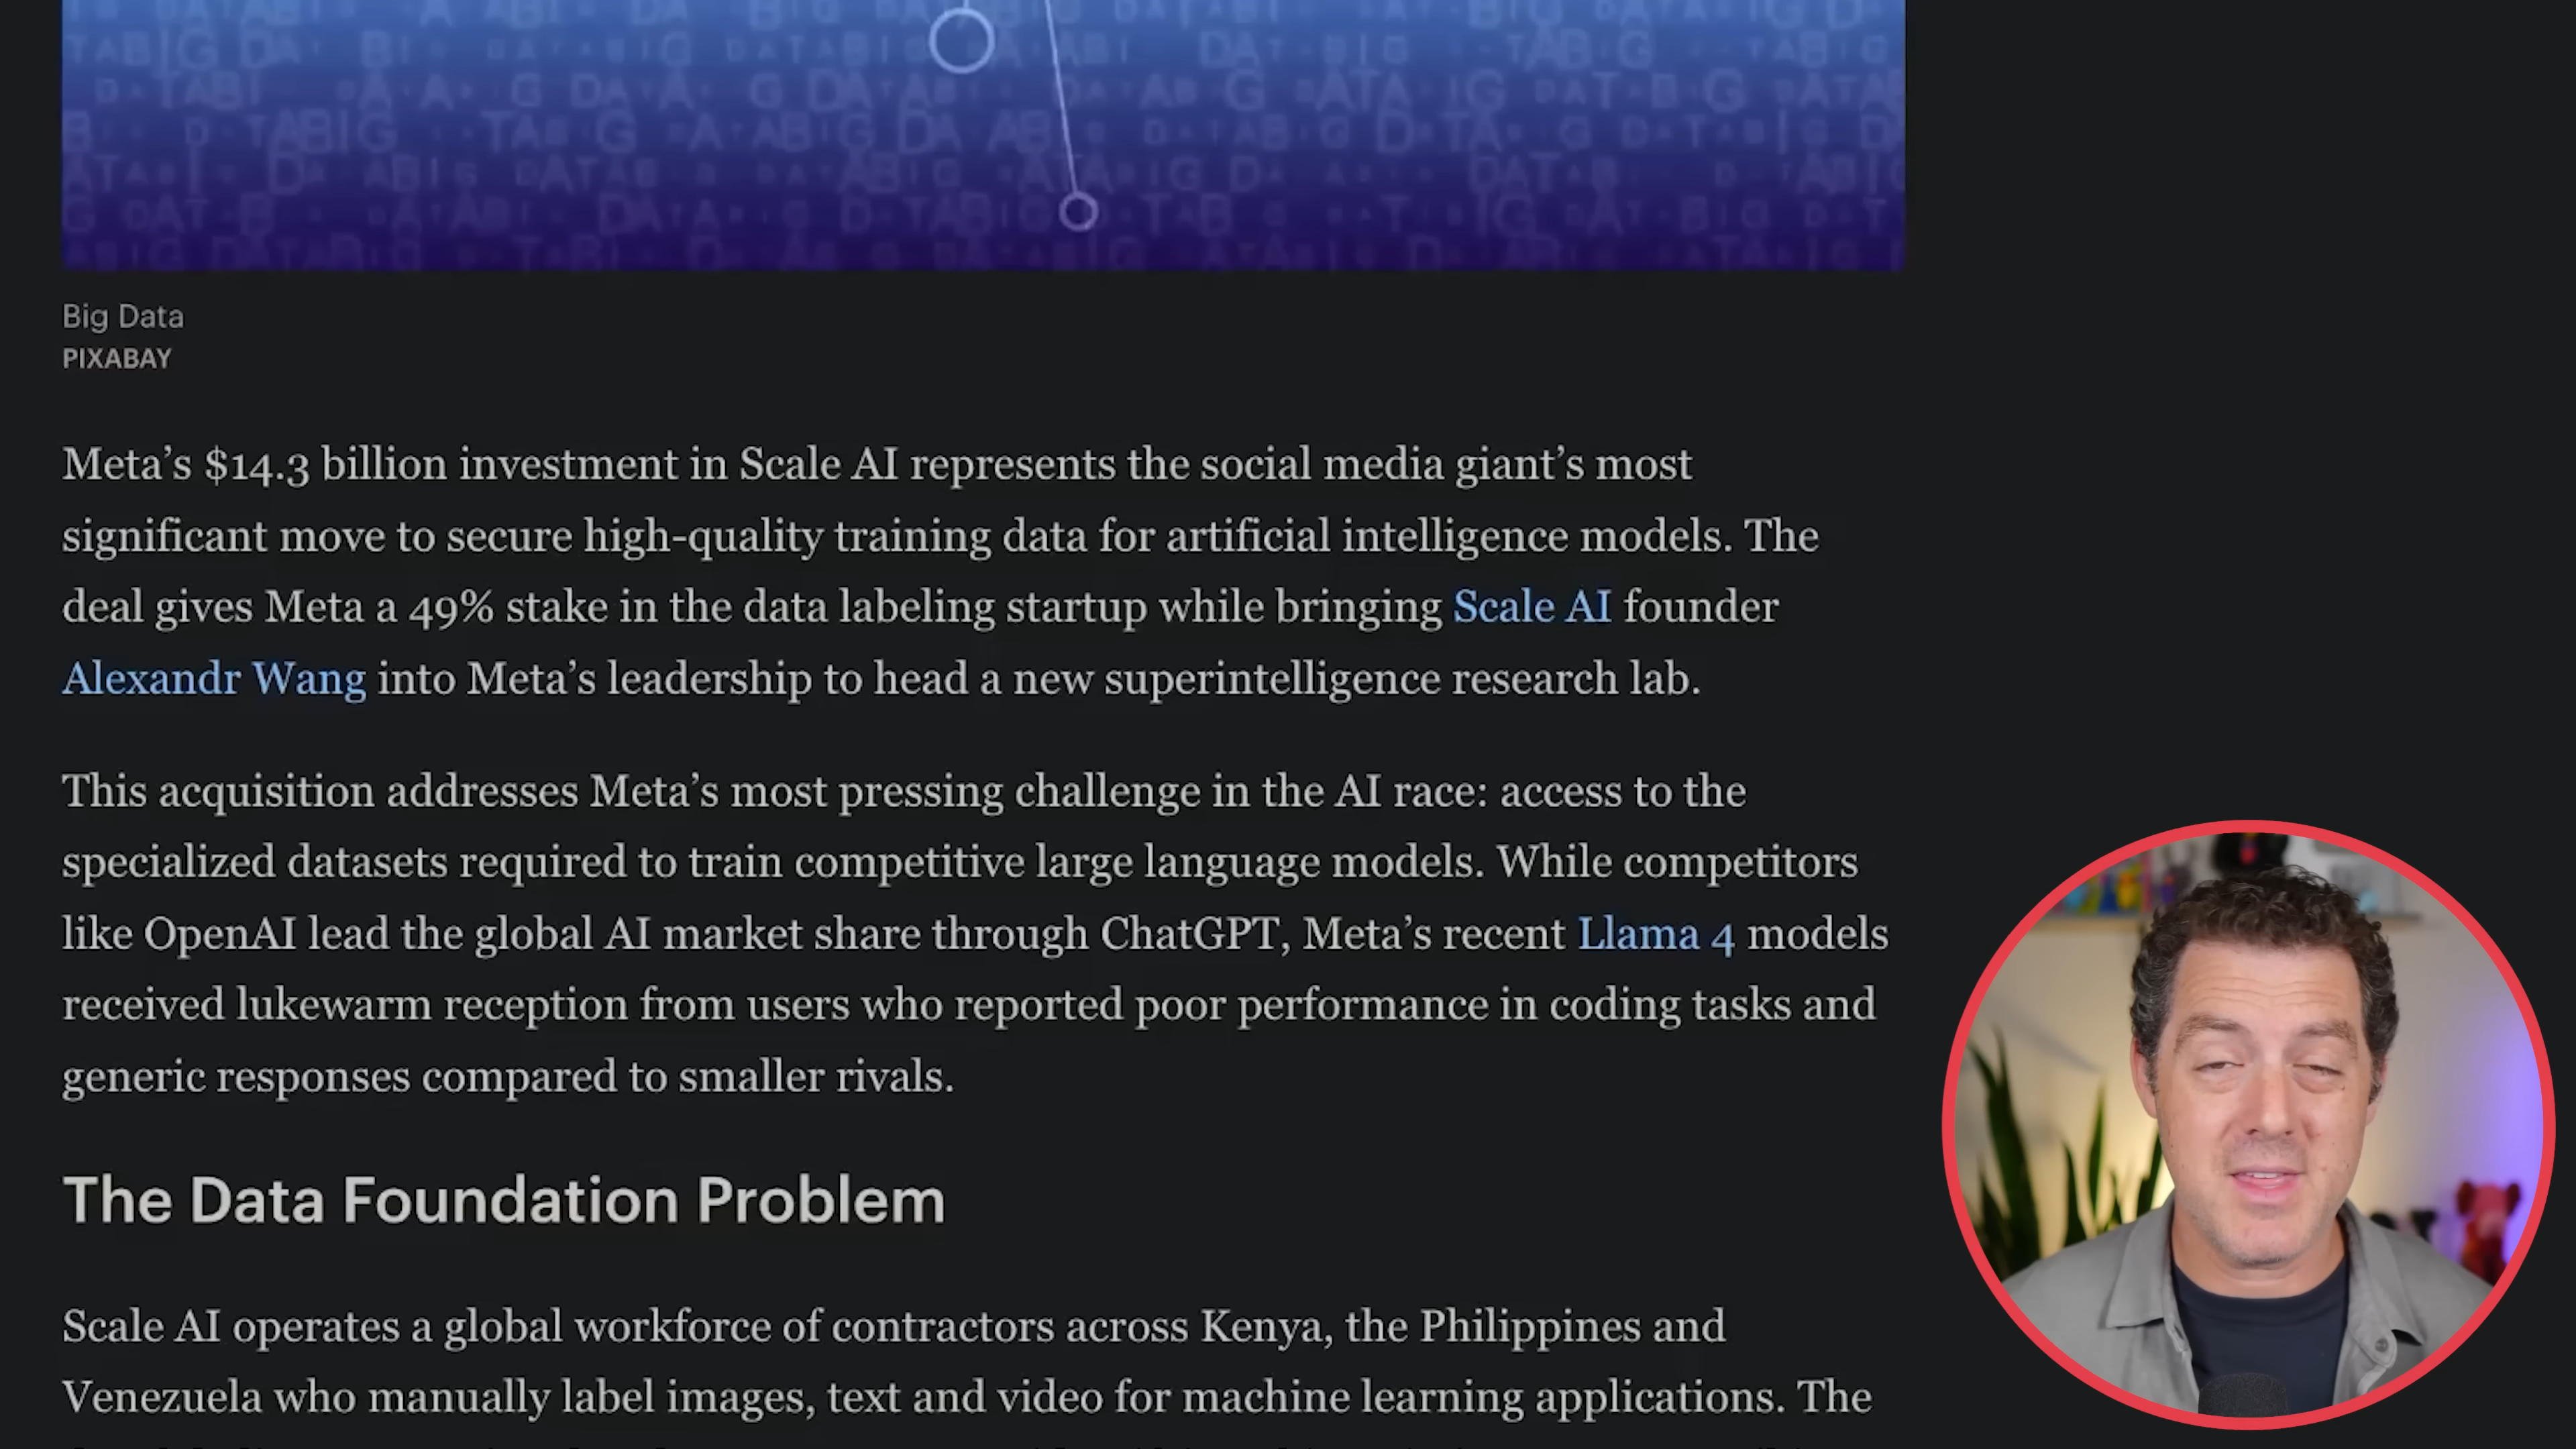 Big Data
PIXABAY
Meta’s $14.3 billion investment in Scale AI represents the social media giant’s most
significant move to secure high-quality training data for artificial intelligence models. The
deal gives Meta a 49% stake in the data labeling startup while bringing Scale AI founder
Alexandr Wang into Meta’s leadership to head a new superintelligence research lab.
This acquisition addresses Meta’s most pressing challenge in the AI race: access to the
specialized datasets required to train competitive large language models. While competitors
like OpenAI lead the global AI market share through ChatGPT, Meta’s recent Llama 4 models
received lukewarm reception from users who reported poor performance in coding tasks and
generic responses compared to smaller rivals.
The Data Foundation Problem
Scale AI operates a global workforce of contractors across Kenya, the Philippines and
Venezuela who manually label images, text and video for machine learning applications. The